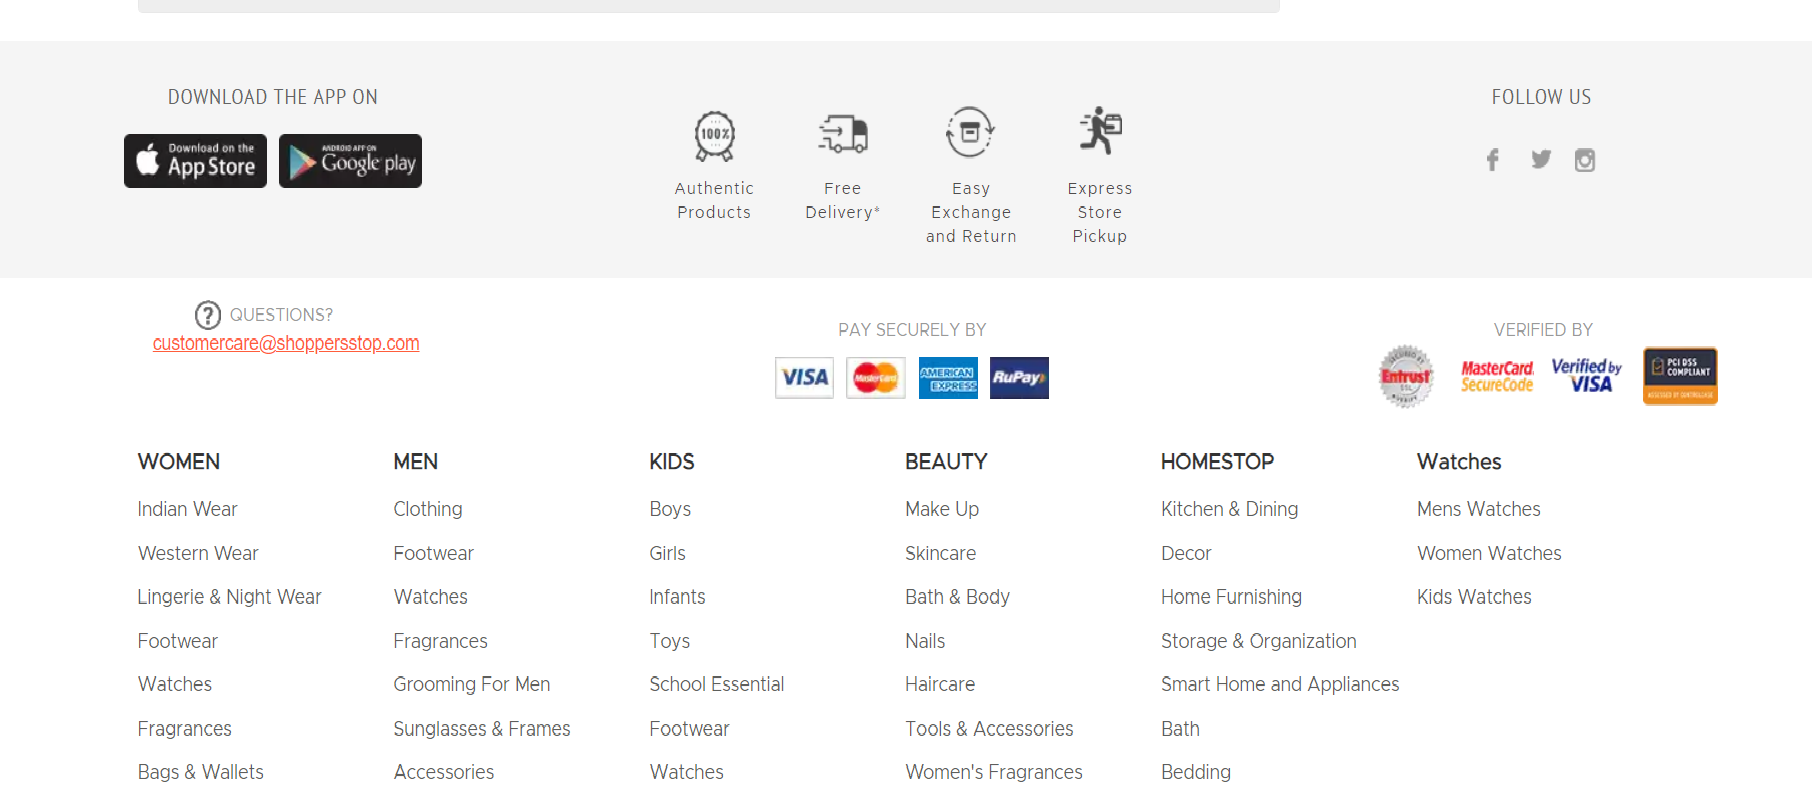 DOWNLOAD THE APP ON
Download on the
App Store
ANDROID APP ON
Google play
100%
Authentic
Products
Free
Delivery*
Easy
Exchange
and Return
Express
Store
Pickup
FOLLOW US
? QUESTIONS?
customercare@shoppersstop.com
PAY SECURELY BY
VISA
MasterCard
AMERICAN
EXPRESS
RuPay
VERIFIED BY
SECURED BY
Entrust
SSL
MasterCard.
SecureCode
Verified by
VISA
PCI DSS
COMPLIANT
ASSESSED BY CONTROLCASE
WOMEN
Indian Wear
Western Wear
Lingerie & Night Wear
Footwear
Watches
Fragrances
Bags & Wallets
MEN
Clothing
Footwear
Watches
Fragrances
Grooming For Men
Sunglasses & Frames
Accessories
KIDS
Boys
Girls
Infants
Toys
School Essential
Footwear
Watches
BEAUTY
Make Up
Skincare
Bath & Body
Nails
Haircare
Tools & Accessories
Women's Fragrances
HOMESTOP
Kitchen & Dining
Decor
Home Furnishing
Storage & Organization
Smart Home and Appliances
Bath
Bedding
Watches
Mens Watches
Women Watches
Kids Watches